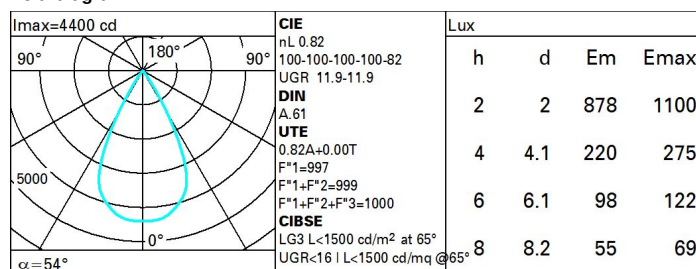 Imax=4400 cd
90°
180°
90°
5000
0°
α=54°
CIE
nL 0.82
100-100-100-100-82
UGR 11.9-11.9
DIN
A.61
UTE
0.82A+0.00T
F"1=997
F"1+F"2=999
F"1+F"2+F"3=1000
CIBSE
LG3 L<1500 cd/m² at 65°
UGR<16 | L<1500 cd/mq @65°
Lux
h d Em Emax
2 2 878 1100
4 4.1 220 275
6 6.1 98 122
8 8.2 55 69